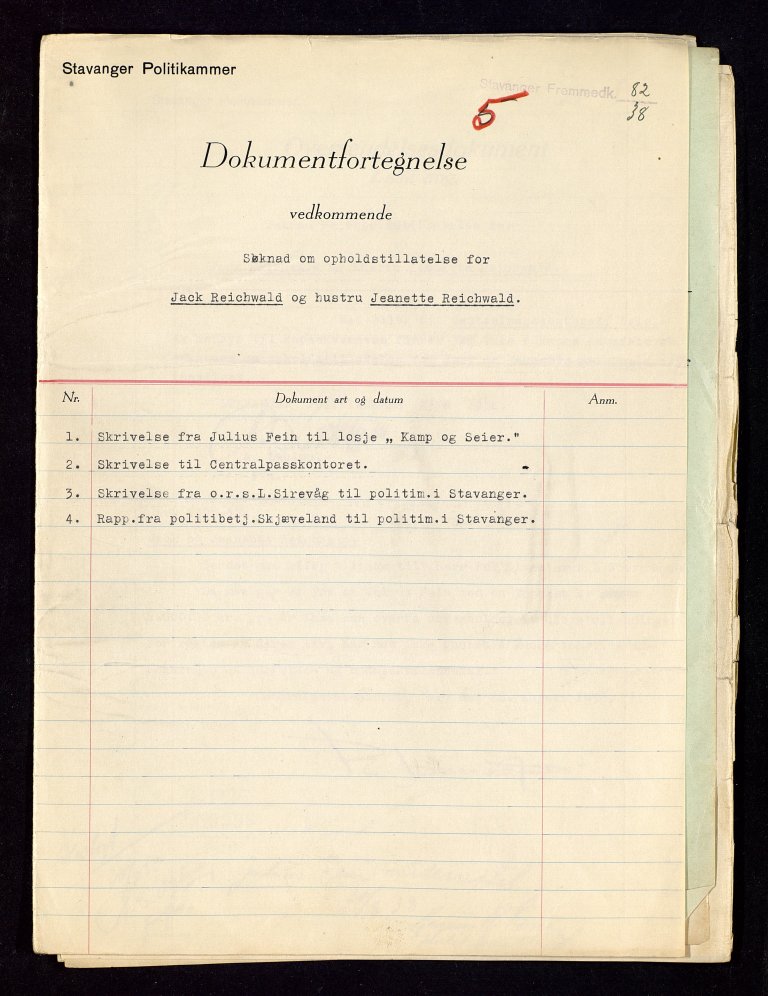 Stavanger Politikammer
Stavanger Fremmedk. 82
38
5
Dokumentfortegnelse
vedkommende
Søknad om opholdstillatelse for
Jack Reichwald og hustru Jeanette Reichwald.
Nr. Dokument art og datum Anm.
1. Skrivelse fra Julius Fein til losje „ Kamp og Seier."
2. Skrivelse til Centralpasskontoret. -
3. Skrivelse fra o.r.s.L.Sirevåg til politim.i Stavanger.
4. Rapp.fra politibetj.Skjæveland til politim.i Stavanger.